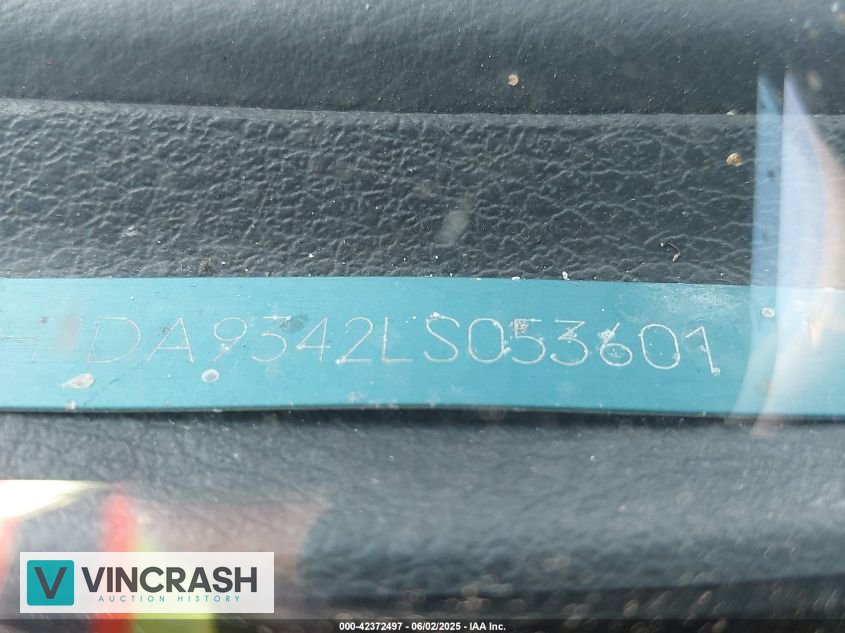 DA9342LS053601
VINCRASH
AUCTION HISTORY
000-42372497 - 06/02/2025 - IAA Inc.